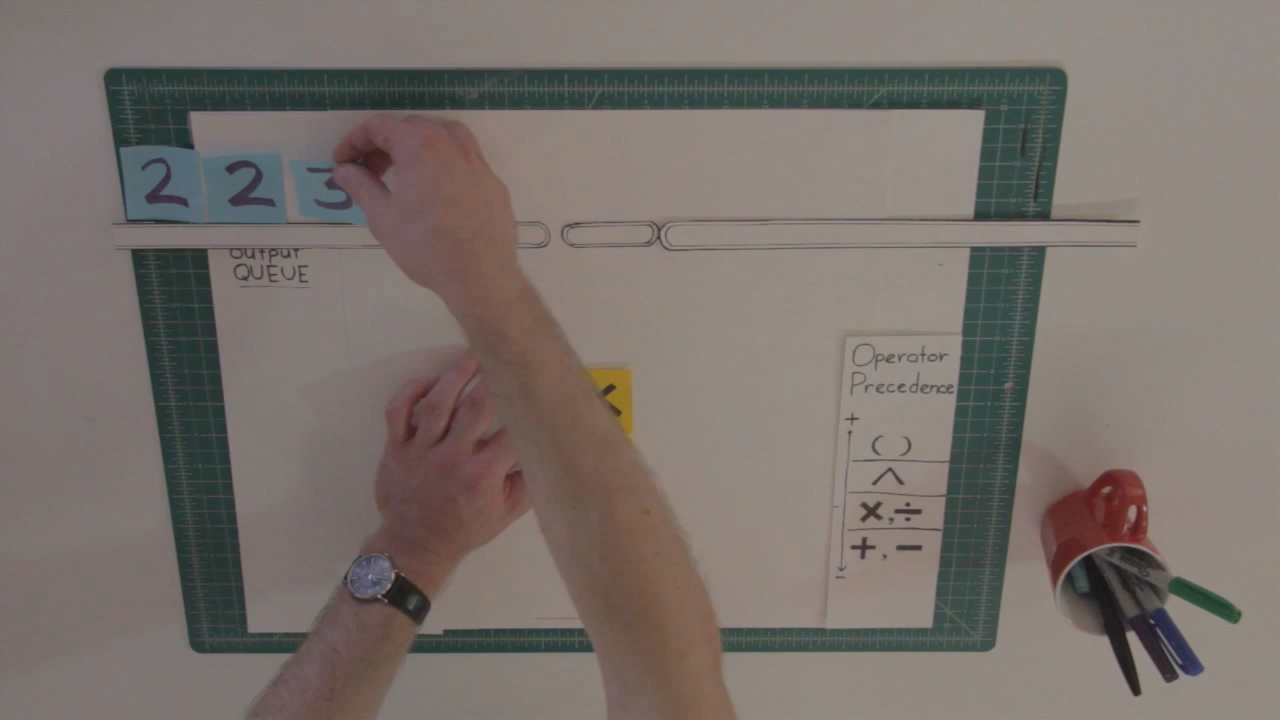 2 2 3
Output
QUEUE
Operator
Precedence
+
( )
^
×,÷
+, -
-